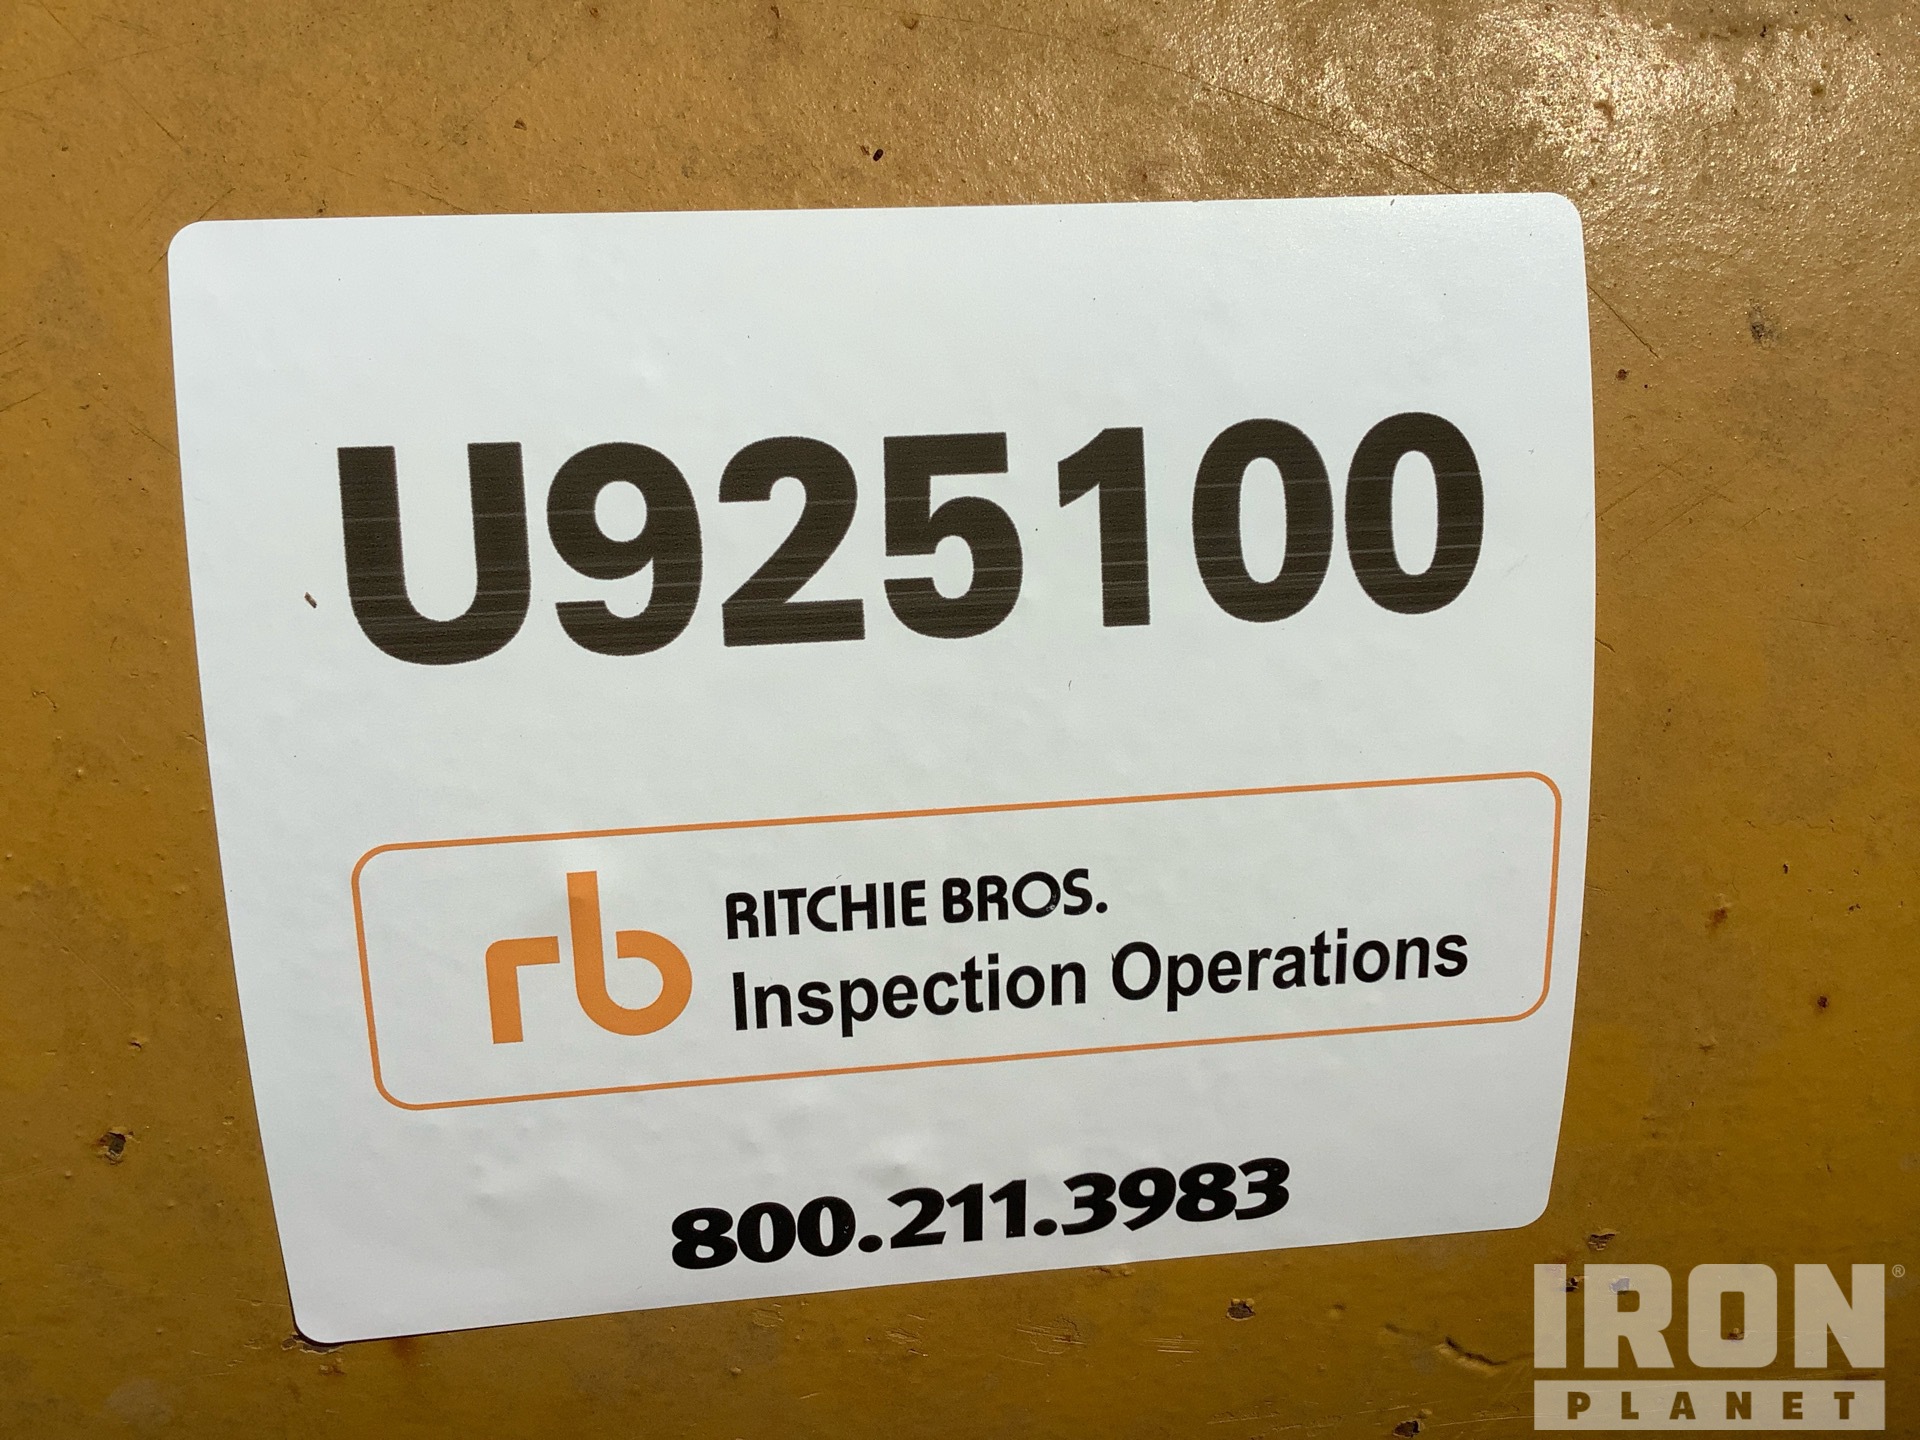 U925100
rb RITCHIE BROS.
Inspection Operations
800.211.3983
IRON®
PLANET